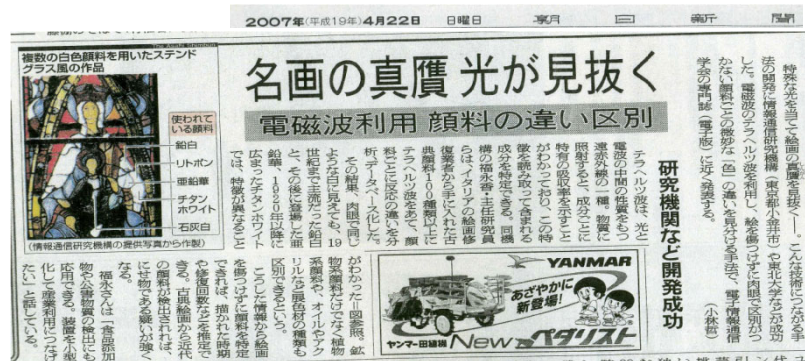 2007年(平成19年)4月22日 日曜日 朝日新聞
The Asahi Shimbun
複数の白色顔料を用いたステンド
グラス風の作品
使われて
いる顔料
鉛白
リトポン
亜鉛華
チタン
ホワイト
石灰白
(情報通信研究機構の提供写真から作製)
名画の真贋 光が見抜く
電磁波利用 顔料の違い区別
研究機関など開発成功
特殊な光を当てて絵画の真贋を
見抜く――。こんな技術につながる手
法の開発に情報通信研究機構(東京都小金井市)や東北大などが成功
した。電磁波のテラヘルツ波を利用し、絵を傷つけずに肉眼で区別がつ
かない顔料ごとの微妙な「色」の違いを見分ける手法で、電子情報通信
学会の専門誌(電子版)に近く発表する。
(小林哲)
テラヘルツ波は、光と
電波の中間の性質をもつ
遠赤外線の一種。物質に
照射すると、成分ごとに
特有の吸収率を示すこと
がわかっており、この特
徴を読み取って含まれる
成分を特定できる。同機
構の福永香・主任研究員
らは、イタリアの絵画修
復業者から手に入れた古
典顔料100種類以上に
テラヘルツ波をあて、顔
料ごとに反応の違いを分
析、データベース化した。
その結果、肉眼で同じ
ような白に見えても、19
世紀まで主流だった鉛白
と、その後に登場した亜
鉛華、1920年以降に
広まったチタンホワイト
では、特徴が異なること
がわかった=図参照。鉱
物系顔料だけでなく植物
系顔料や、オイルやアク
リルなど展色材の種類も
区別できるという。
こうした情報から絵画
を傷つけずに顔料を特定
できれば、描かれた時期
や修復回数などを推定で
きる。古典絵画から近代
の顔料が検出されれば、
にせ物である疑いが強く
なる。
福永さんは「食品添加
物や公害物質の検出にも
応用できる。装置を小型
化して産業利用につなげ
たい」と話している。
YANMAR
あざやかに
新登場!
ヤンマー田植機
New
ペタリスト